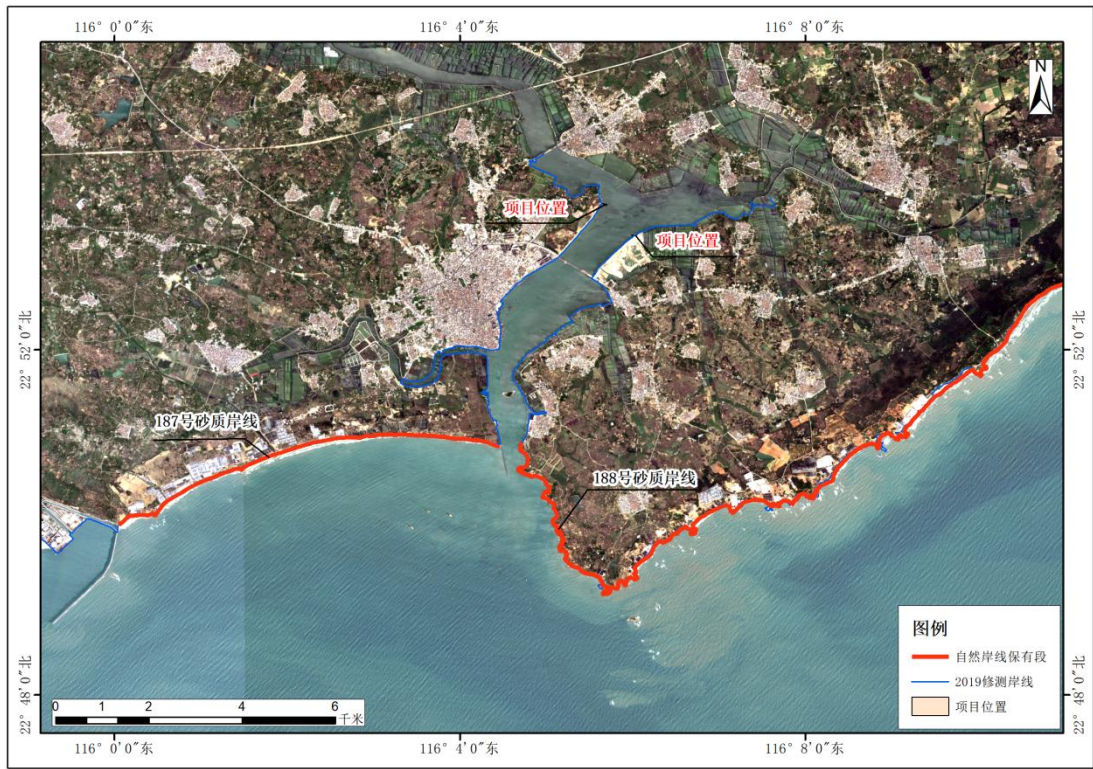 116° 0'0"东
116° 4'0"东
116° 8'0"东
N
项目位置
项目位置
22° 52'0"北
22° 52'0"北
187号砂质岸线
188号砂质岸线
图例
自然岸线保有段
2019修测岸线
项目位置
22° 48'0"北
22° 48'0"北
0 1 2 4 6
千米
116° 0'0"东
116° 4'0"东
116° 8'0"东